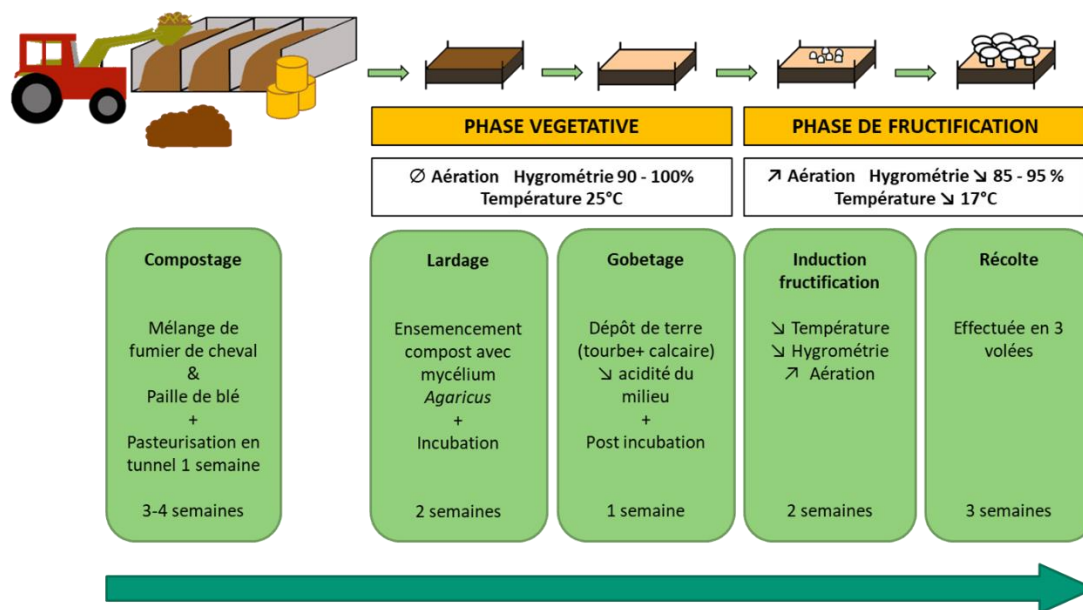 PHASE VEGETATIVE
PHASE DE FRUCTIFICATION
∅ Aération Hygrométrie 90 - 100%
Température 25°C
↗ Aération Hygrométrie ↘ 85 - 95 %
Température ↘ 17°C
Compostage
Mélange de
fumier de cheval
&
Paille de blé
+
Pasteurisation en
tunnel 1 semaine
3-4 semaines
Lardage
Ensemencement
compost avec
mycélium
Agaricus
+
Incubation
2 semaines
Gobetage
Dépôt de terre
(tourbe+ calcaire)
↘ acidité du
milieu
+
Post incubation
1 semaine
Induction
fructification
↘ Température
↘ Hygrométrie
↗ Aération
2 semaines
Récolte
Effectuée en 3
volées
3 semaines